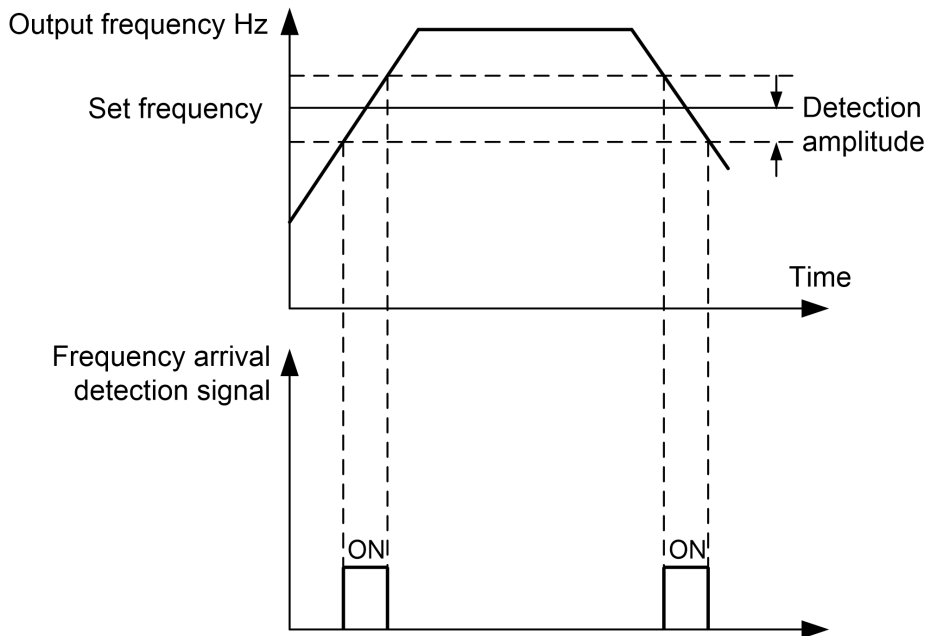 Output frequency Hz
Set frequency
Detection
amplitude
Time
Frequency arrival
detection signal
ON
ON